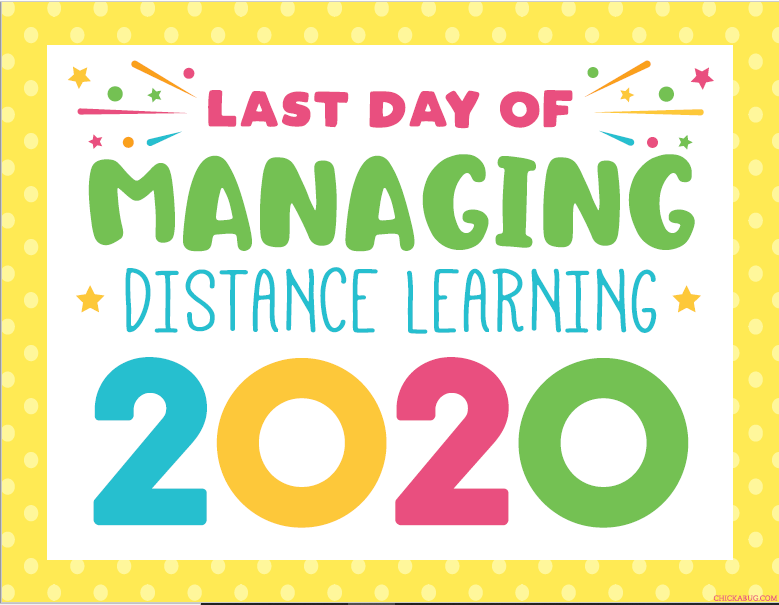 LAST DAY OF
MANAGING
DISTANCE LEARNING
2020
CHICKABUG.COM